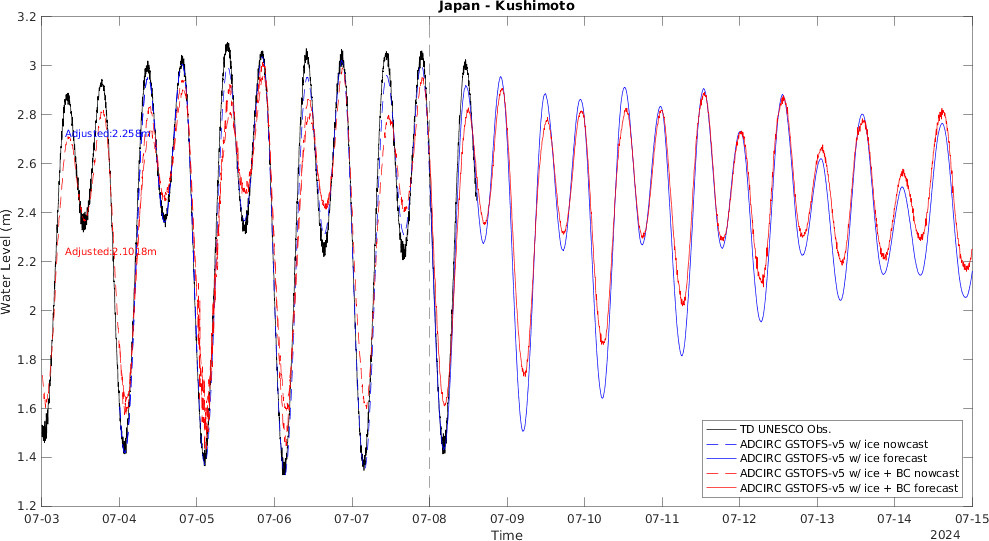 Japan - Kushimoto
3.2
3
2.8
2.6
2.4
2.2
2
1.8
1.6
1.4
1.2
Water Level (m)
Adjusted:2.258m
Adjusted:2.1018m
TD UNESCO Obs.
ADCIRC GSTOFS-v5 w/ ice nowcast
ADCIRC GSTOFS-v5 w/ ice forecast
ADCIRC GSTOFS-v5 w/ ice + BC nowcast
ADCIRC GSTOFS-v5 w/ ice + BC forecast
07-03 07-04 07-05 07-06 07-07 07-08 07-09 07-10 07-11 07-12 07-13 07-14 07-15
Time
2024